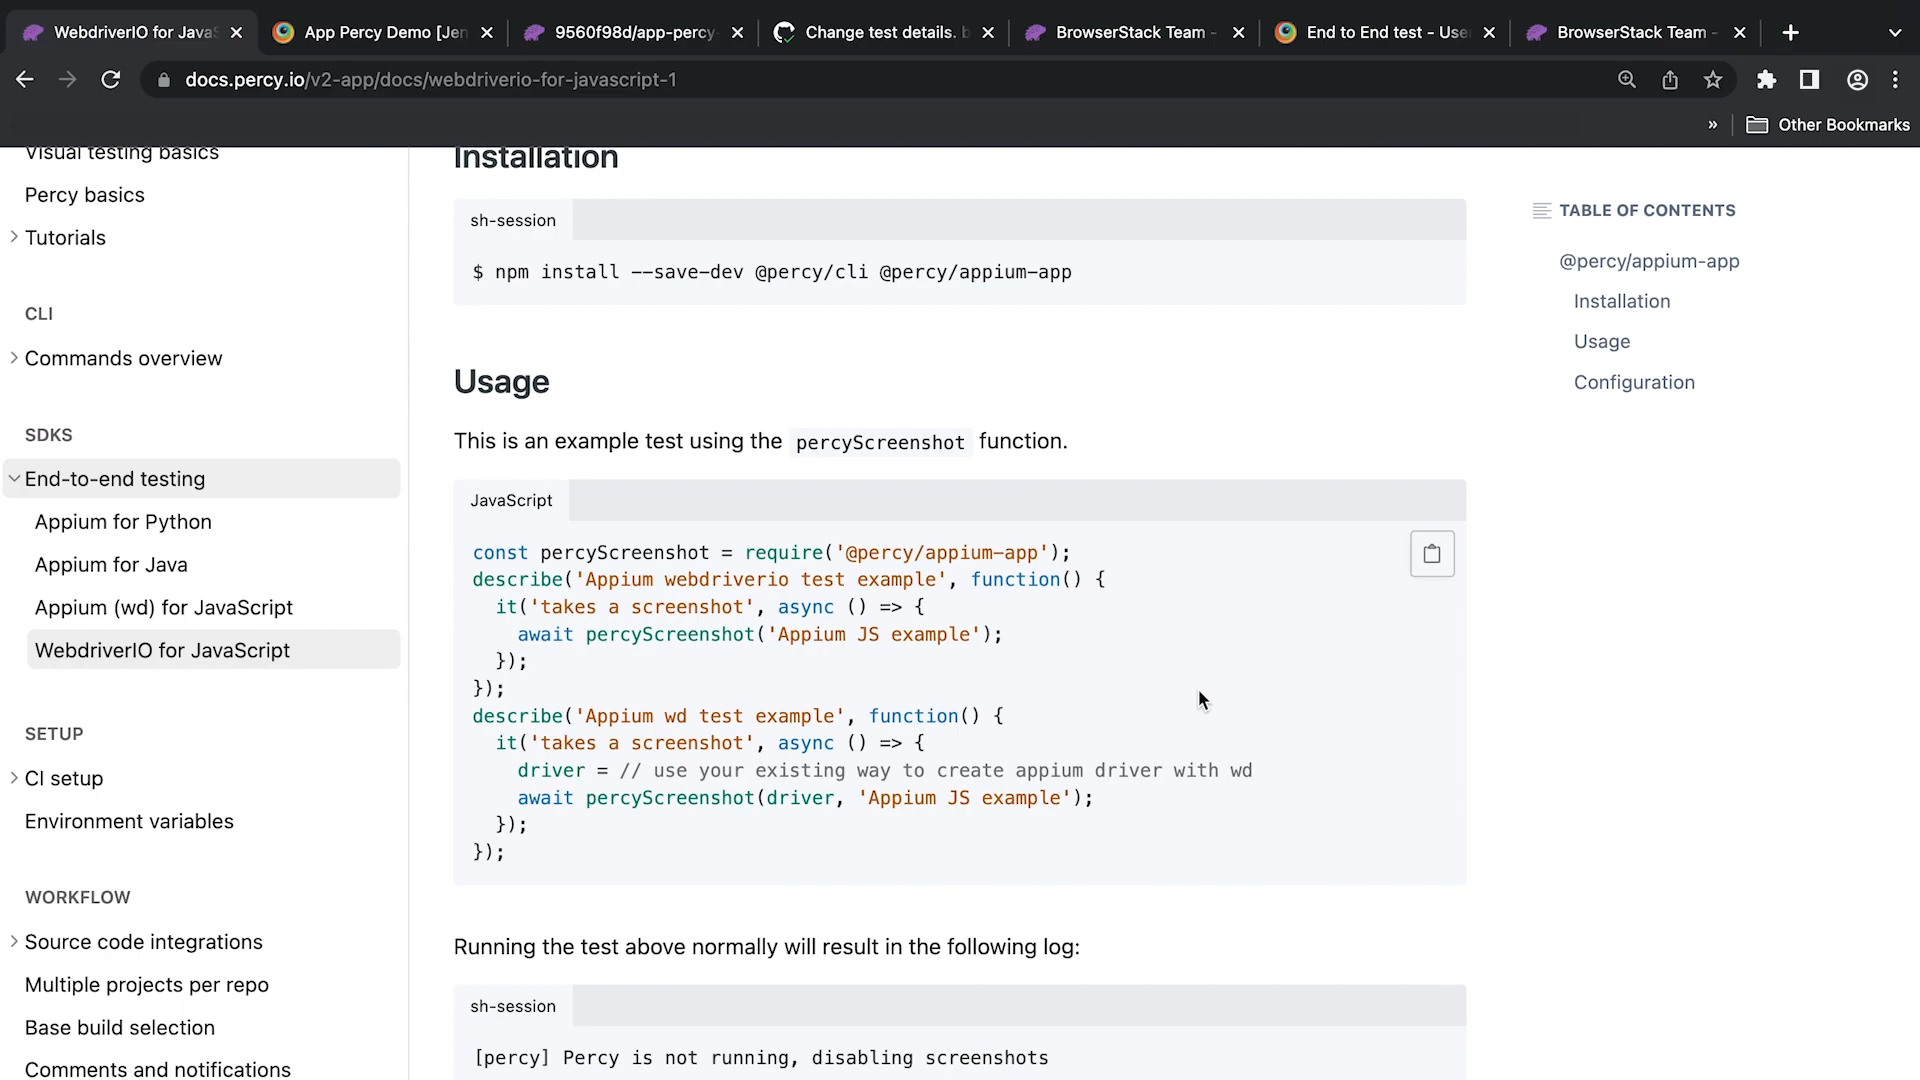 WebdriverIO for Javas
App Percy Demo [Jen
9560f98d/app-percy-
Change test details. b
BrowserStack Team -
End to End test - Use
BrowserStack Team -
docs.percy.io/v2-app/docs/webdriverio-for-javascript-1
»
Other Bookmarks
Visual testing basics
Percy basics
Tutorials
CLI
Commands overview
SDKS
End-to-end testing
Appium for Python
Appium for Java
Appium (wd) for JavaScript
WebdriverIO for JavaScript
SETUP
CI setup
Environment variables
WORKFLOW
Source code integrations
Multiple projects per repo
Base build selection
Comments and notifications
Installation
sh-session
$ npm install --save-dev @percy/cli @percy/appium-app
Usage
This is an example test using the percyScreenshot function.
JavaScript
const percyScreenshot = require('@percy/appium-app');
describe('Appium webdriverio test example', function() {
it('takes a screenshot', async () => {
await percyScreenshot('Appium JS example');
});
});
describe('Appium wd test example', function() {
it('takes a screenshot', async () => {
driver = // use your existing way to create appium driver with wd
await percyScreenshot(driver, 'Appium JS example');
});
});
Running the test above normally will result in the following log:
sh-session
[percy] Percy is not running, disabling screenshots
TABLE OF CONTENTS
@percy/appium-app
Installation
Usage
Configuration